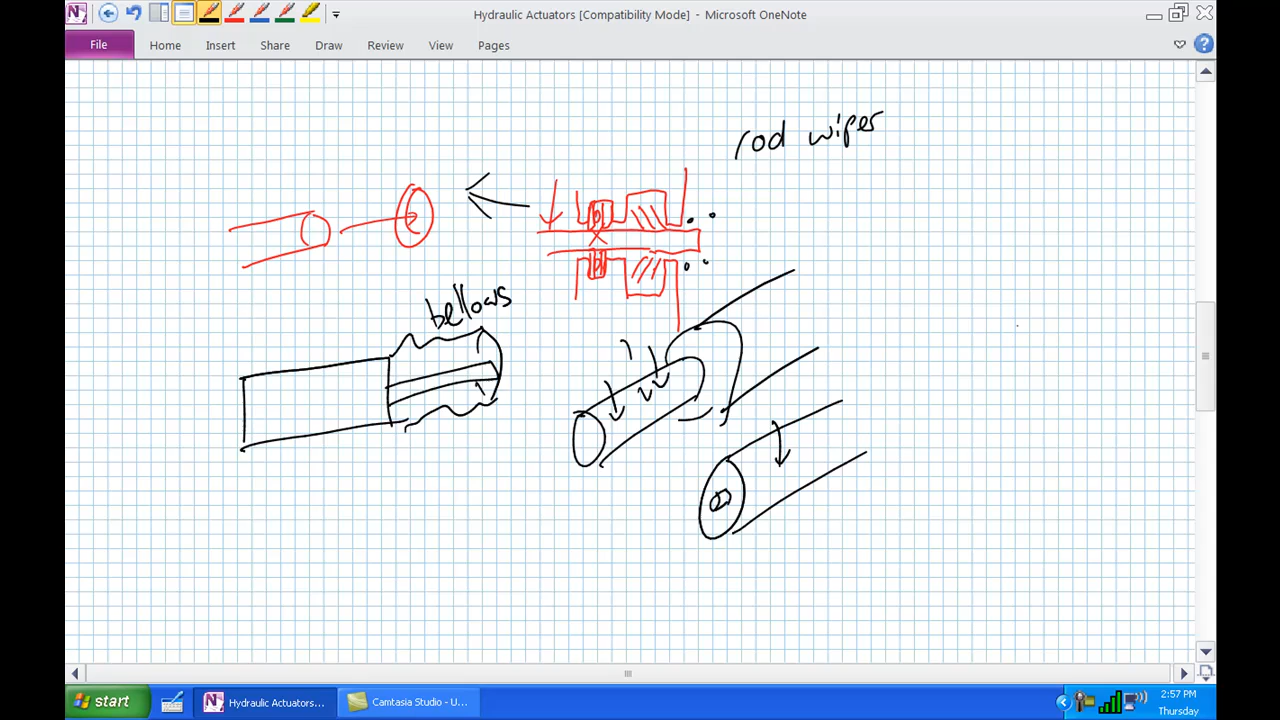 Hydraulic Actuators [Compatibility Mode] - Microsoft OneNote
File Home Insert Share Draw Review View Pages
rod wiper
bellows
start Hydraulic Actuators... Camtasia Studio - U... 2:57 PM
Thursday